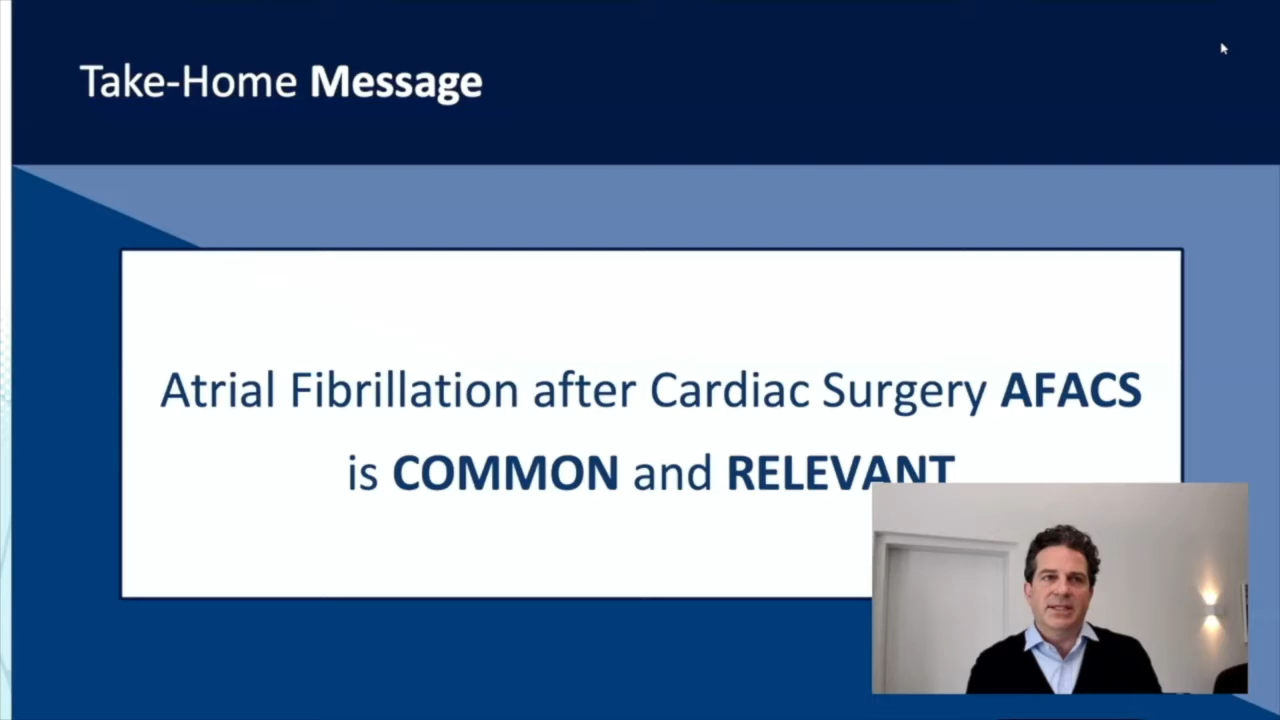 Take-Home Message
Atrial Fibrillation after Cardiac Surgery AFACS
is COMMON and RELEVANT